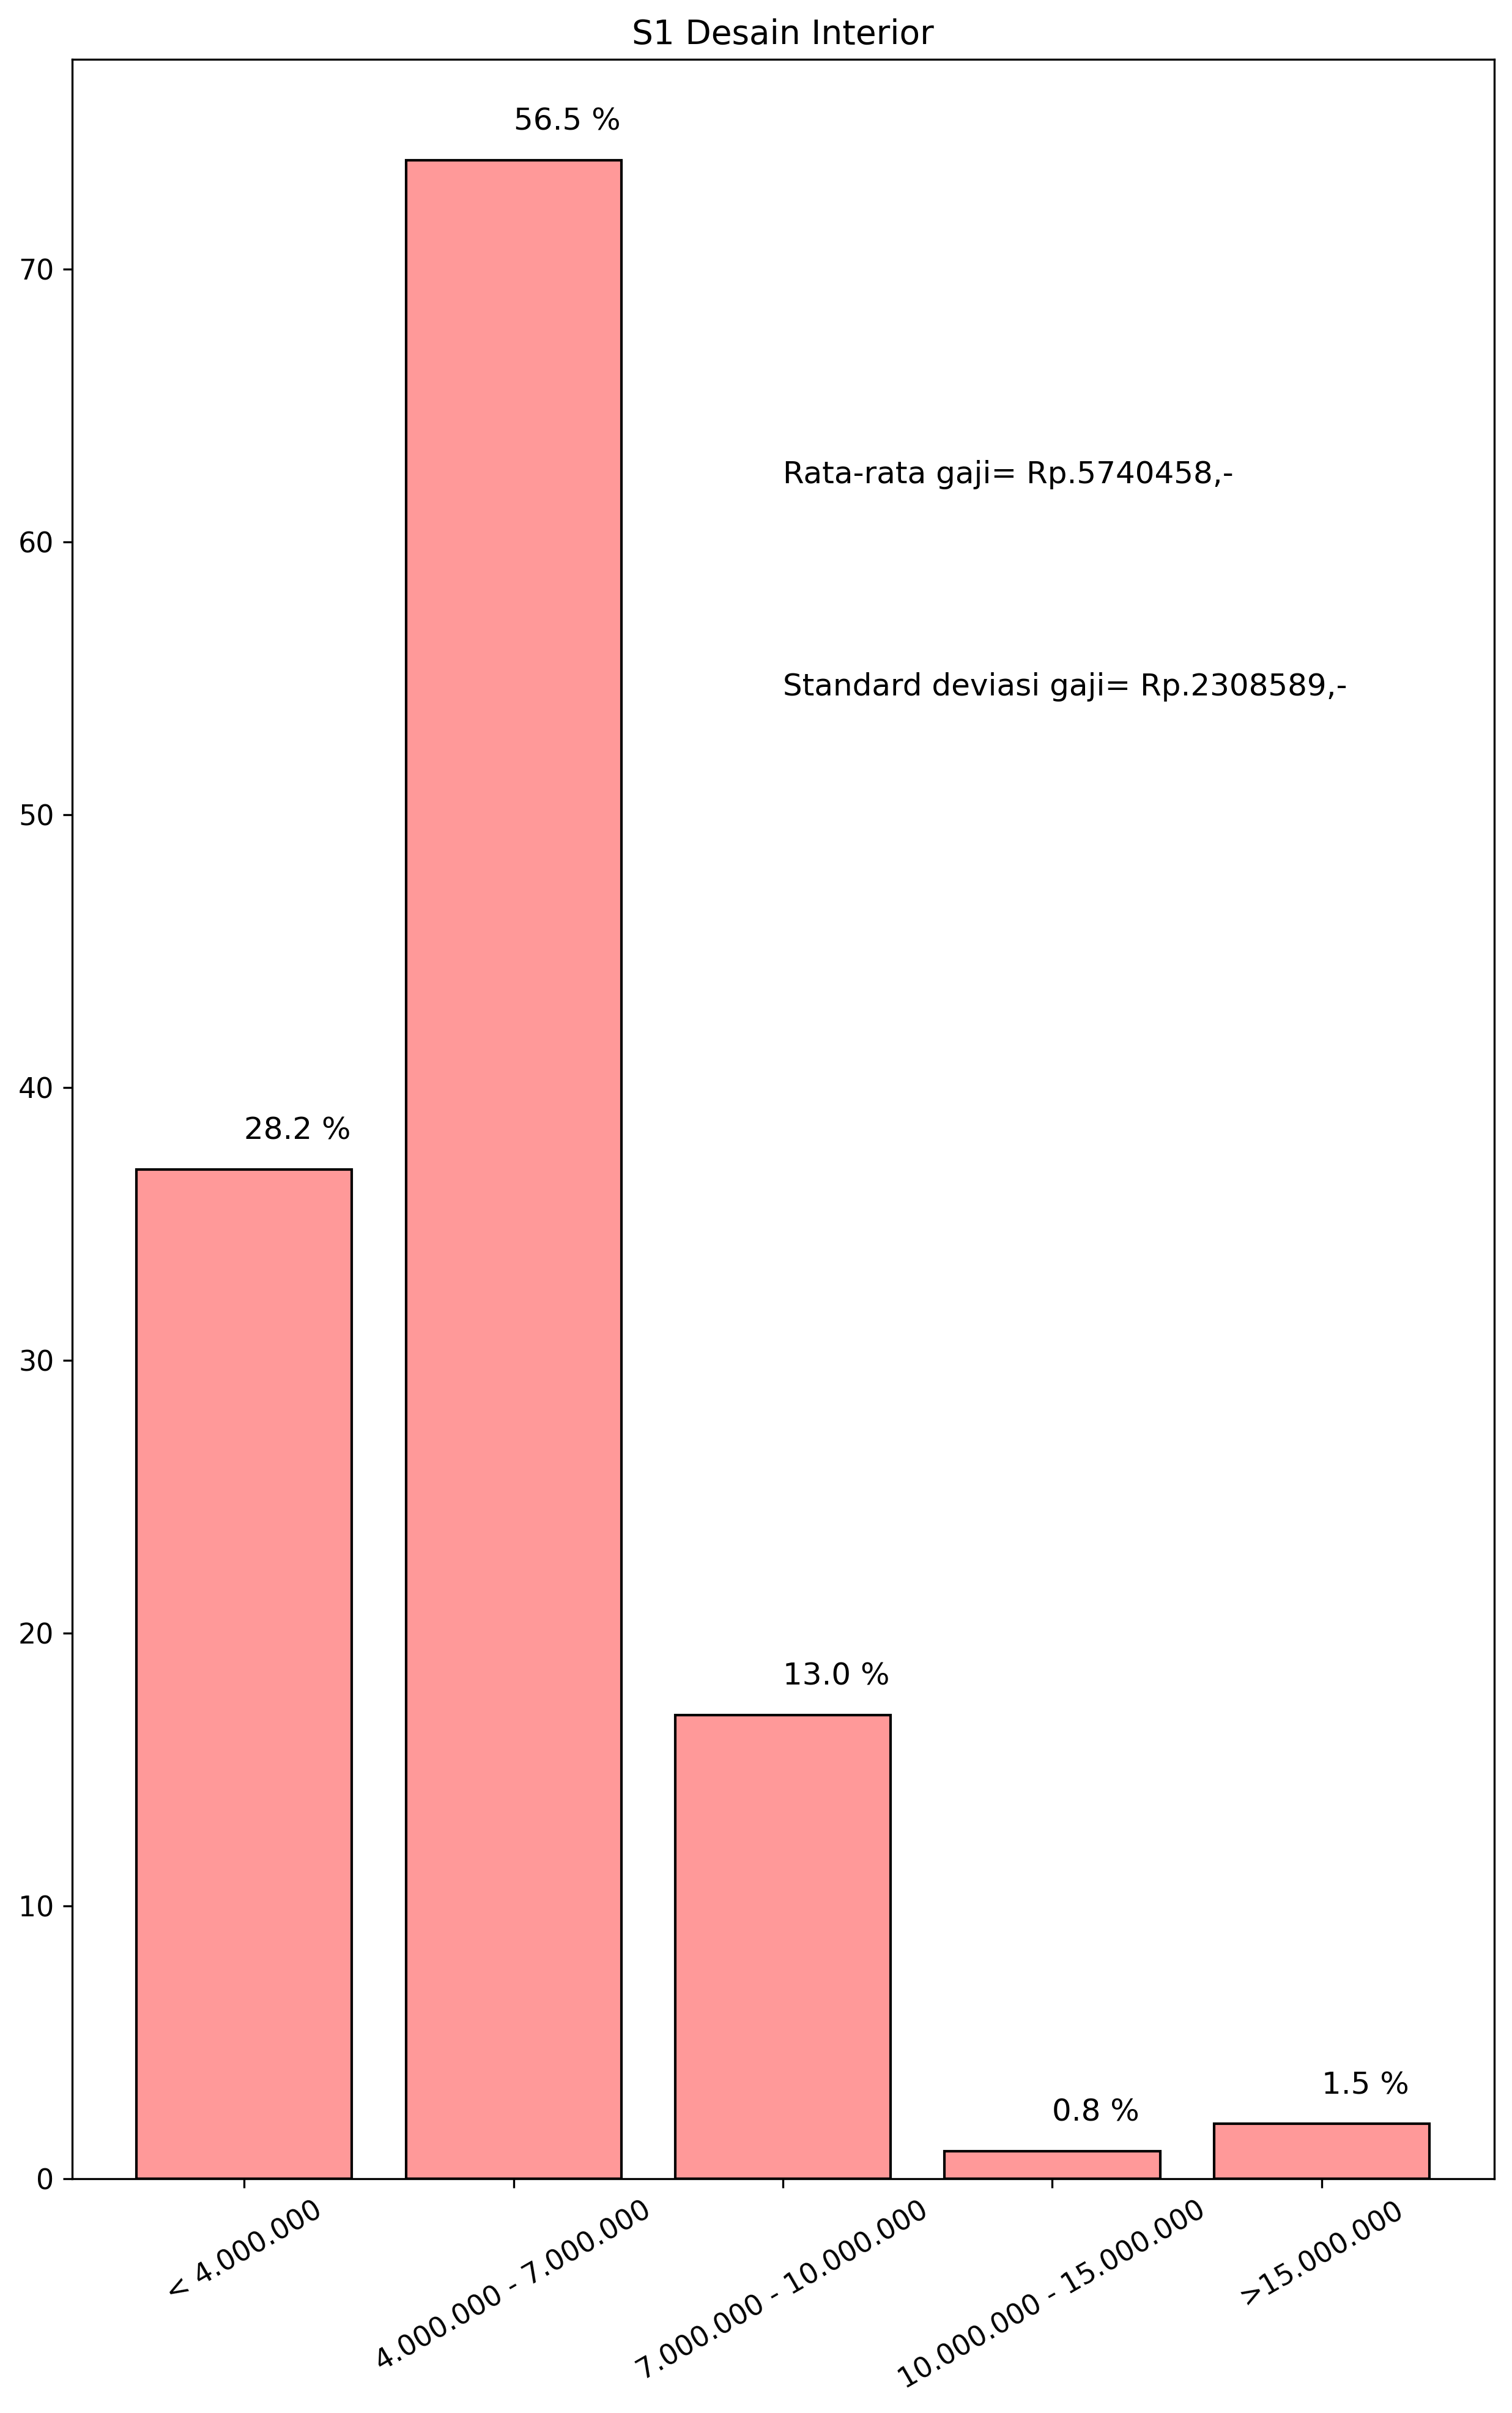 S1 Desain Interior
56.5 %
70
Rata-rata gaji= Rp.5740458,-
60
Standard deviasi gaji= Rp.2308589,-
50
40
28.2 %
30
20
13.0 %
10
1.5 %
0.8 %
0
< 4.000.000
4.000.000 - 7.000.000
7.000.000 - 10.000.000
10.000.000 - 15.000.000
>15.000.000